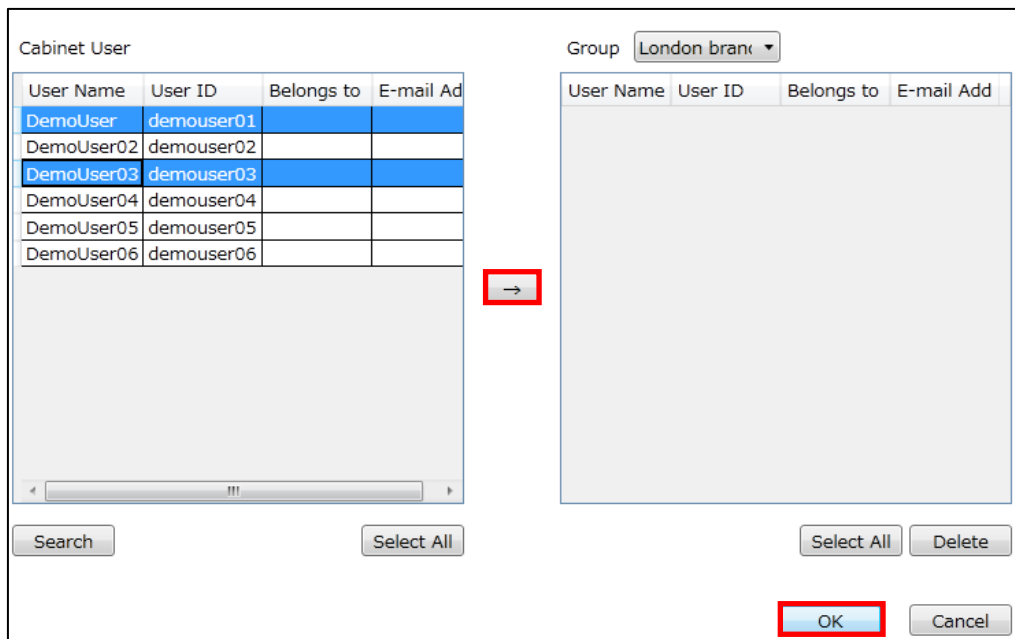 Cabinet User
Group London branc
User Name User ID Belongs to E-mail Ad
User Name User ID Belongs to E-mail Add
DemoUser demouser01
DemoUser02 demouser02
DemoUser03 demouser03
DemoUser04 demouser04
DemoUser05 demouser05
DemoUser06 demouser06
→
Search Select All
Select All Delete
OK Cancel